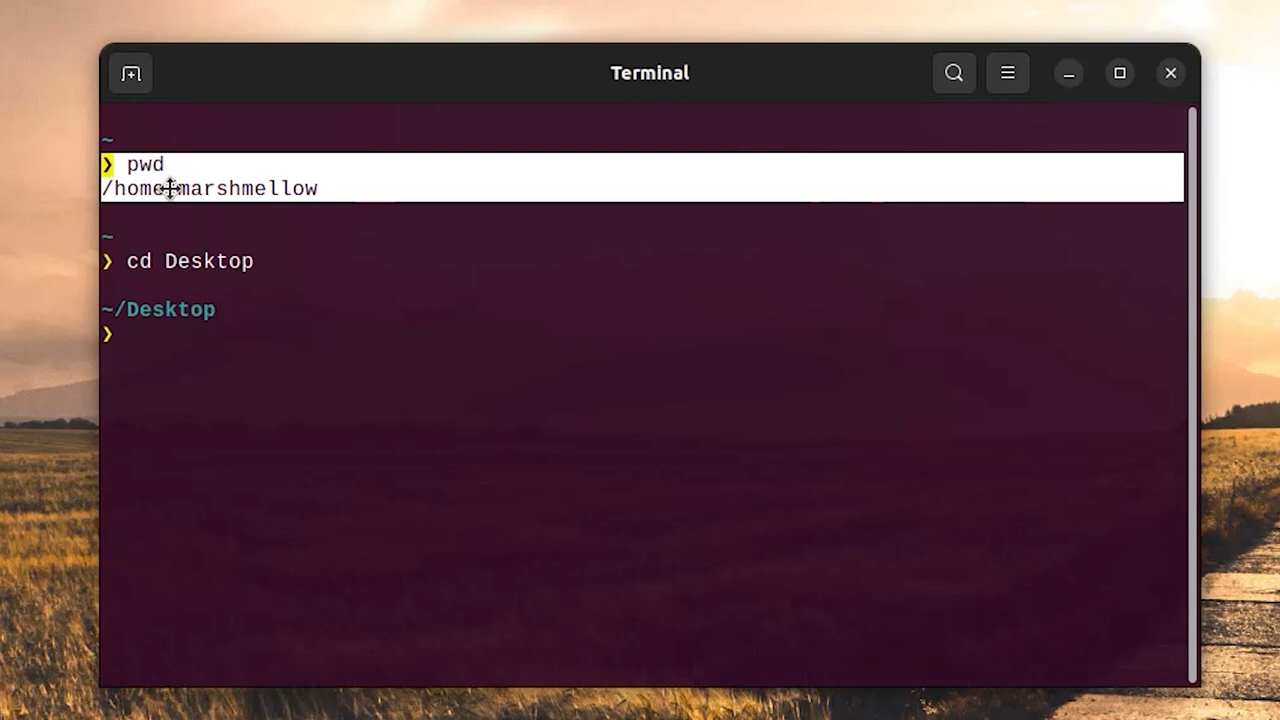 Terminal
~
❯ pwd
/home/marshmellow
~
❯ cd Desktop
~/Desktop
❯